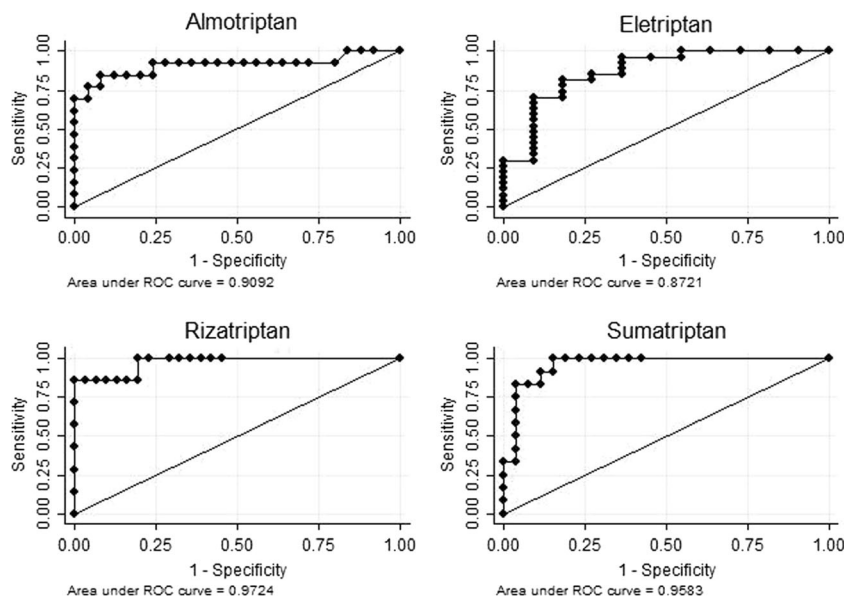 Almotriptan
Sensitivity
0.00 0.25 0.50 0.75 1.00
0.00 0.25 0.50 0.75 1.00
1 - Specificity
Area under ROC curve = 0.9092
Eletriptan
Sensitivity
0.00 0.25 0.50 0.75 1.00
0.00 0.25 0.50 0.75 1.00
1 - Specificity
Area under ROC curve = 0.8721
Rizatriptan
Sensitivity
0.00 0.25 0.50 0.75 1.00
0.00 0.25 0.50 0.75 1.00
1 - Specificity
Area under ROC curve = 0.9724
Sumatriptan
Sensitivity
0.00 0.25 0.50 0.75 1.00
0.00 0.25 0.50 0.75 1.00
1 - Specificity
Area under ROC curve = 0.9583